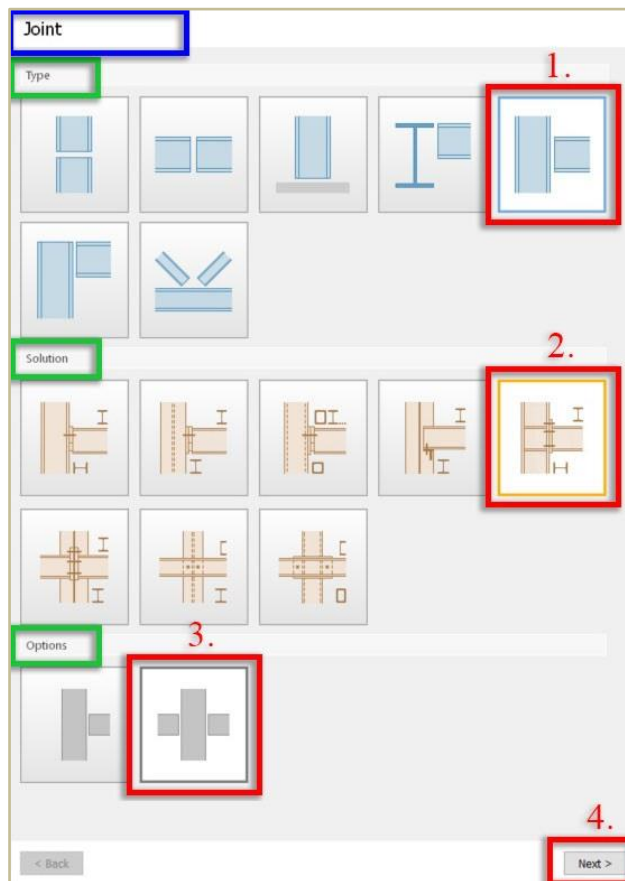 Joint
Type
1.
Solution
2.
Options
3.
4.
< Back
Next >